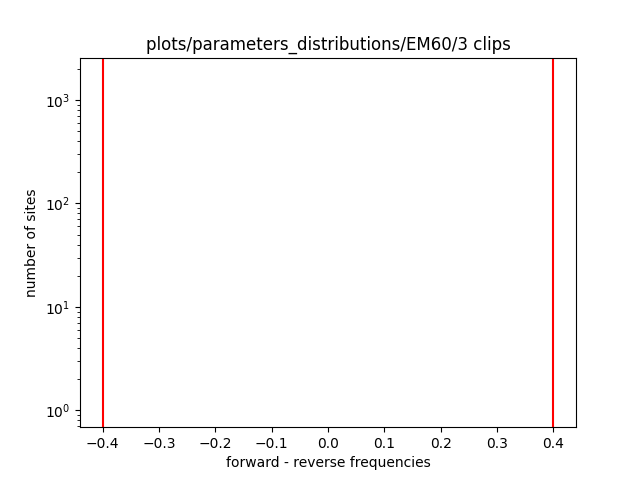 plots/parameters_distributions/EM60/3 clips
number of sites
10³
10²
10¹
10⁰
−0.4 −0.3 −0.2 −0.1 0.0 0.1 0.2 0.3 0.4
forward - reverse frequencies